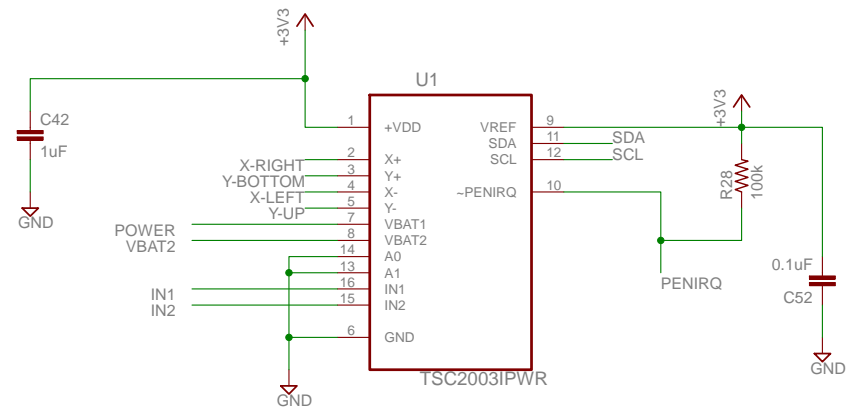 +3V3
U1
C42
1uF
GND
1 +VDD VREF 9
SDA 11 SDA
2 X+ SCL 12 SCL
X-RIGHT
3 Y+
Y-BOTTOM
4 X- ~PENIRQ 10
X-LEFT
5 Y-
Y-UP
POWER 7 VBAT1
VBAT2 8 VBAT2
14 A0
13 A1
IN1 16 IN1
IN2 15 IN2
6 GND
GND
TSC2003IPWR
+3V3
R28
100k
PENIRQ
0.1uF
C52
GND